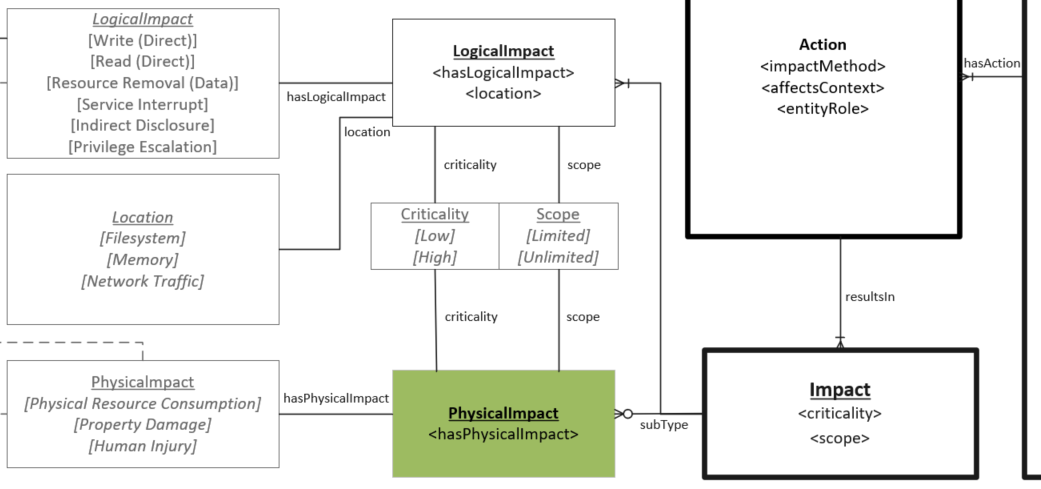 LogicalImpact
[Write (Direct)]
[Read (Direct)]
[Resource Removal (Data)]
[Service Interrupt]
[Indirect Disclosure]
[Privilege Escalation]
hasLogicalImpact
location
LogicalImpact
<hasLogicalImpact>
<location>
Action
<impactMethod>
<affectsContext>
<entityRole>
hasAction
criticality
scope
Location
[Filesystem]
[Memory]
[Network Traffic]
Criticality
[Low]
[High]
Scope
[Limited]
[Unlimited]
criticality
scope
resultsIn
Physicalmpact
[Physical Resource Consumption]
[Property Damage]
[Human Injury]
hasPhysicalImpact
PhysicalImpact
<hasPhysicalImpact>
subType
Impact
<criticality>
<scope>